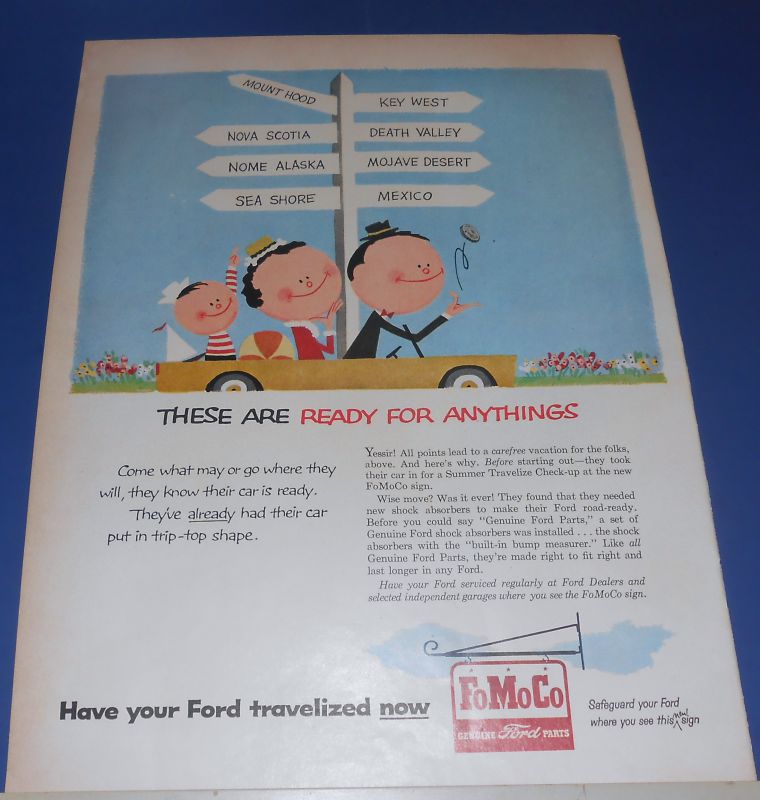 MOUNT HOOD
KEY WEST
NOVA SCOTIA
DEATH VALLEY
NOME ALASKA
MOJAVE DESERT
SEA SHORE
MEXICO
THESE ARE READY FOR ANYTHINGS
Come what may or go where they
will, they know their car is ready.
They've already had their car
put in trip-top shape.
Yessir! All points lead to a carefree vacation for the folks,
above. And here's why. Before starting out—they took
their car in for a Summer Travelize Check-up at the new
FoMoCo sign.
Wise move? Was it ever! They found that they needed
new shock absorbers to make their Ford road-ready.
Before you could say "Genuine Ford Parts," a set of
Genuine Ford shock absorbers was installed . . . the shock
absorbers with the "built-in bump measurer." Like all
Genuine Ford Parts, they're made right to fit right and
last longer in any Ford.
Have your Ford serviced regularly at Ford Dealers and
selected independent garages where you see the FoMoCo sign.
Have your Ford travelized now
FoMoCo
GENUINE Ford PARTS
Safeguard your Ford
where you see this new! sign